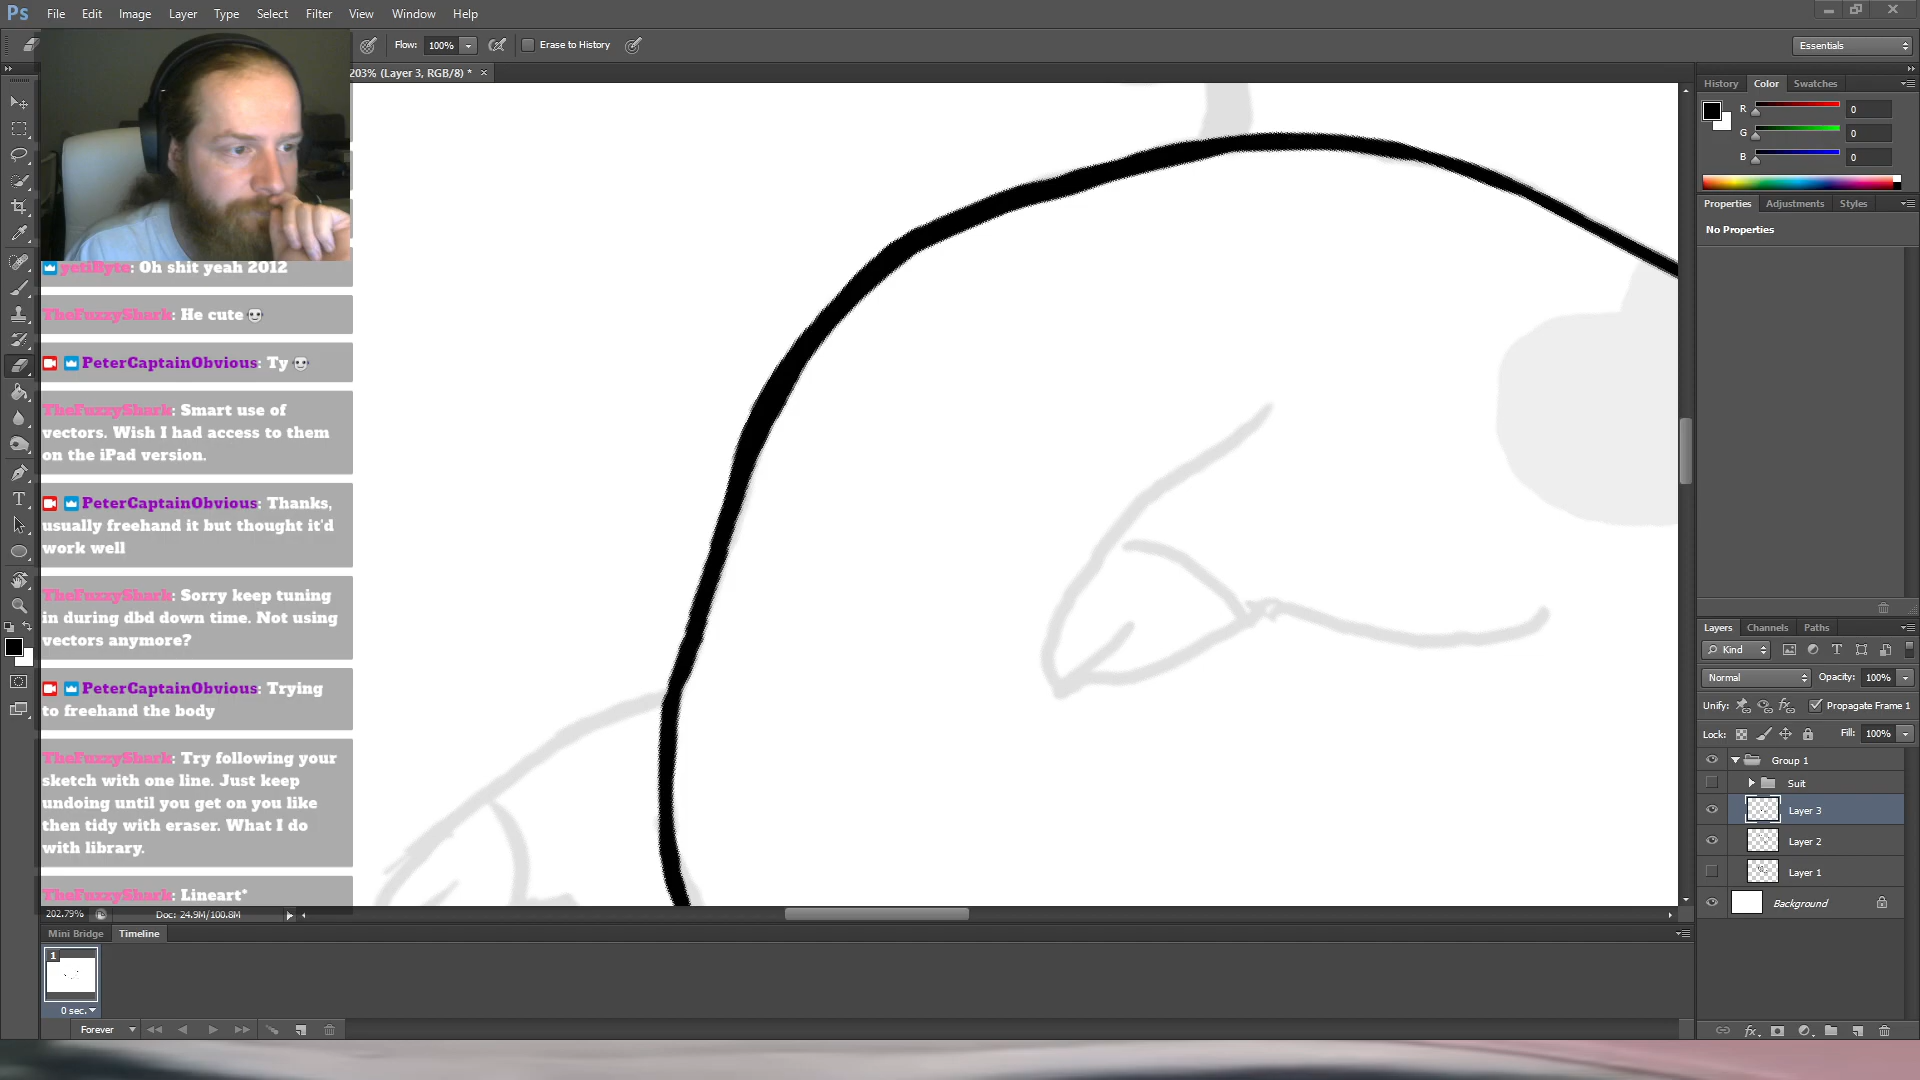 Ps File Edit Image Layer Type Select Filter View Window Help
Flow: 100% Erase to History Essentials
203% (Layer 3, RGB/8) * ×
History Color Swatches
R 0
G 0
B 0
Properties Adjustments Styles
No Properties
yetiHyte: Oh shit yeah 2012
TheFuzzyShark: He cute
PeterCaptainObvious: Ty
TheFuzzyShark: Smart use of
vectors. Wish I had access to them
on the iPad version.
PeterCaptainObvious: Thanks,
usually freehand it but thought it'd
work well
TheFuzzyShark: Sorry keep tuning
in during dbd down time. Not using
vectors anymore?
PeterCaptainObvious: Trying
to freehand the body
TheFuzzyShark: Try following your
sketch with one line. Just keep
undoing until you get on you like
then tidy with eraser. What I do
with library.
TheFuzzyShark: Lineart*
Layers Channels Paths
Kind
Normal Opacity: 100%
Unify: Propagate Frame 1
Lock: Fill: 100%
Group 1
Suit
Layer 3
Layer 2
Layer 1
Background
202.79% Doc: 24.9M/100.8M
Mini Bridge Timeline
1
0 sec.
Forever